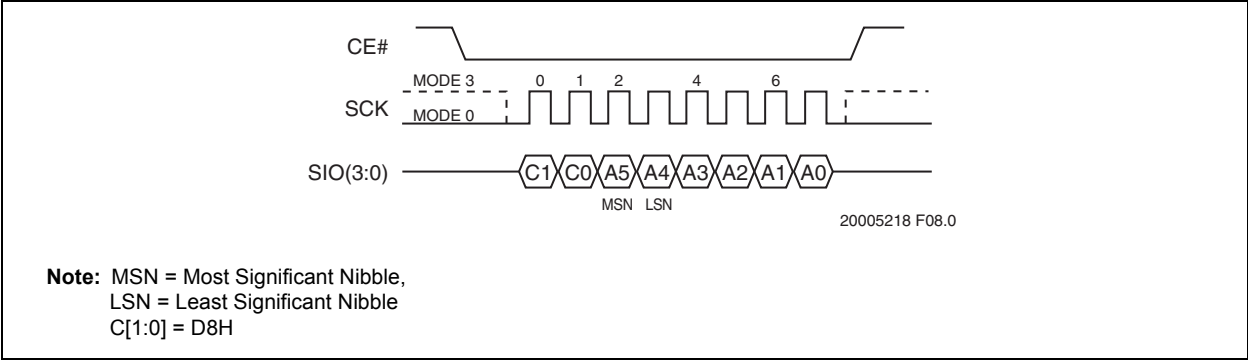 CE#
MODE 3 0 1 2 4 6
SCK
MODE 0
SIO(3:0) C1 C0 A5 A4 A3 A2 A1 A0
MSN LSN
20005218 F08.0
Note: MSN = Most Significant Nibble,
LSN = Least Significant Nibble
C[1:0] = D8H